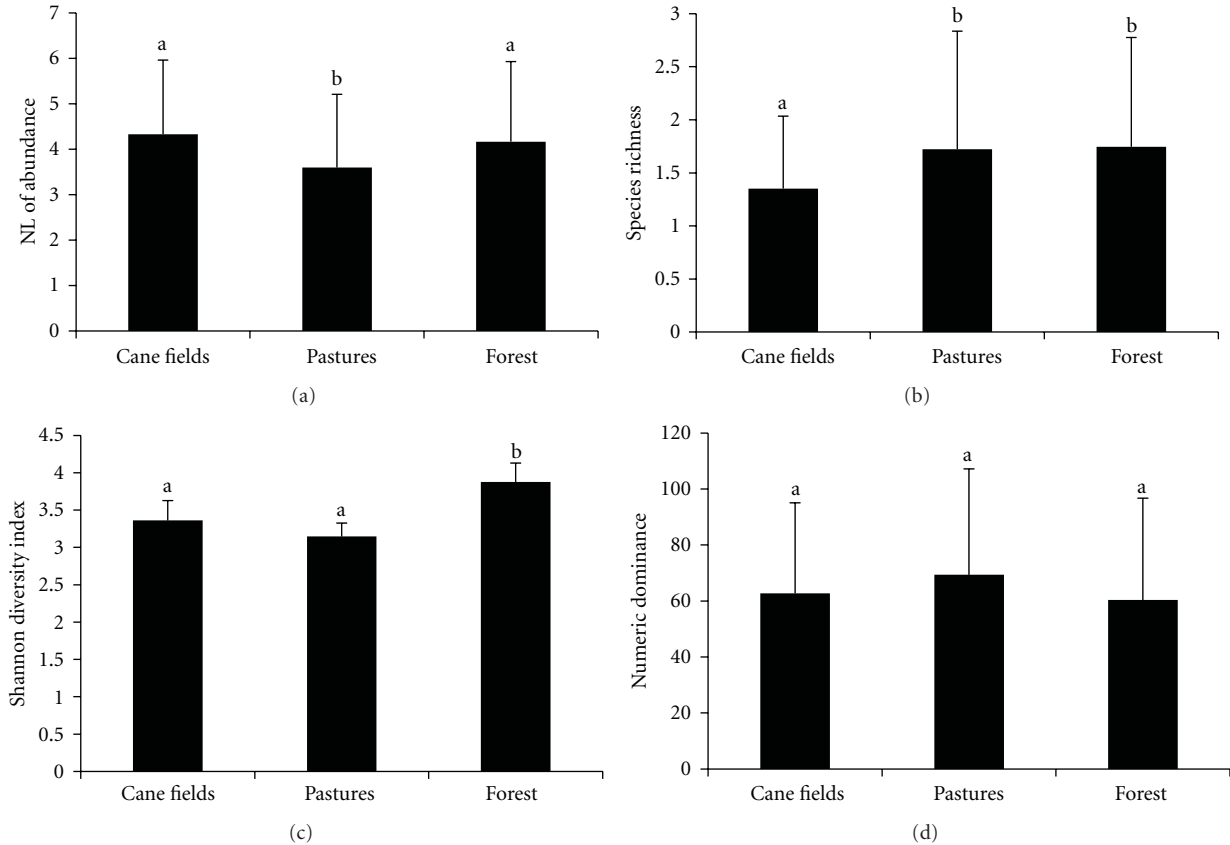 7
6
5
4
3
2
1
0
NL of abundance
a
b
a
Cane fields Pastures Forest
(a)
3
2.5
2
1.5
1
0.5
0
Species richness
a
b
b
Cane fields Pastures Forest
(b)
4.5
4
3.5
3
2.5
2
1.5
1
0.5
0
Shannon diversity index
a
a
b
Cane fields Pastures Forest
(c)
120
100
80
60
40
20
0
Numeric dominance
a
a
a
Cane fields Pastures Forest
(d)